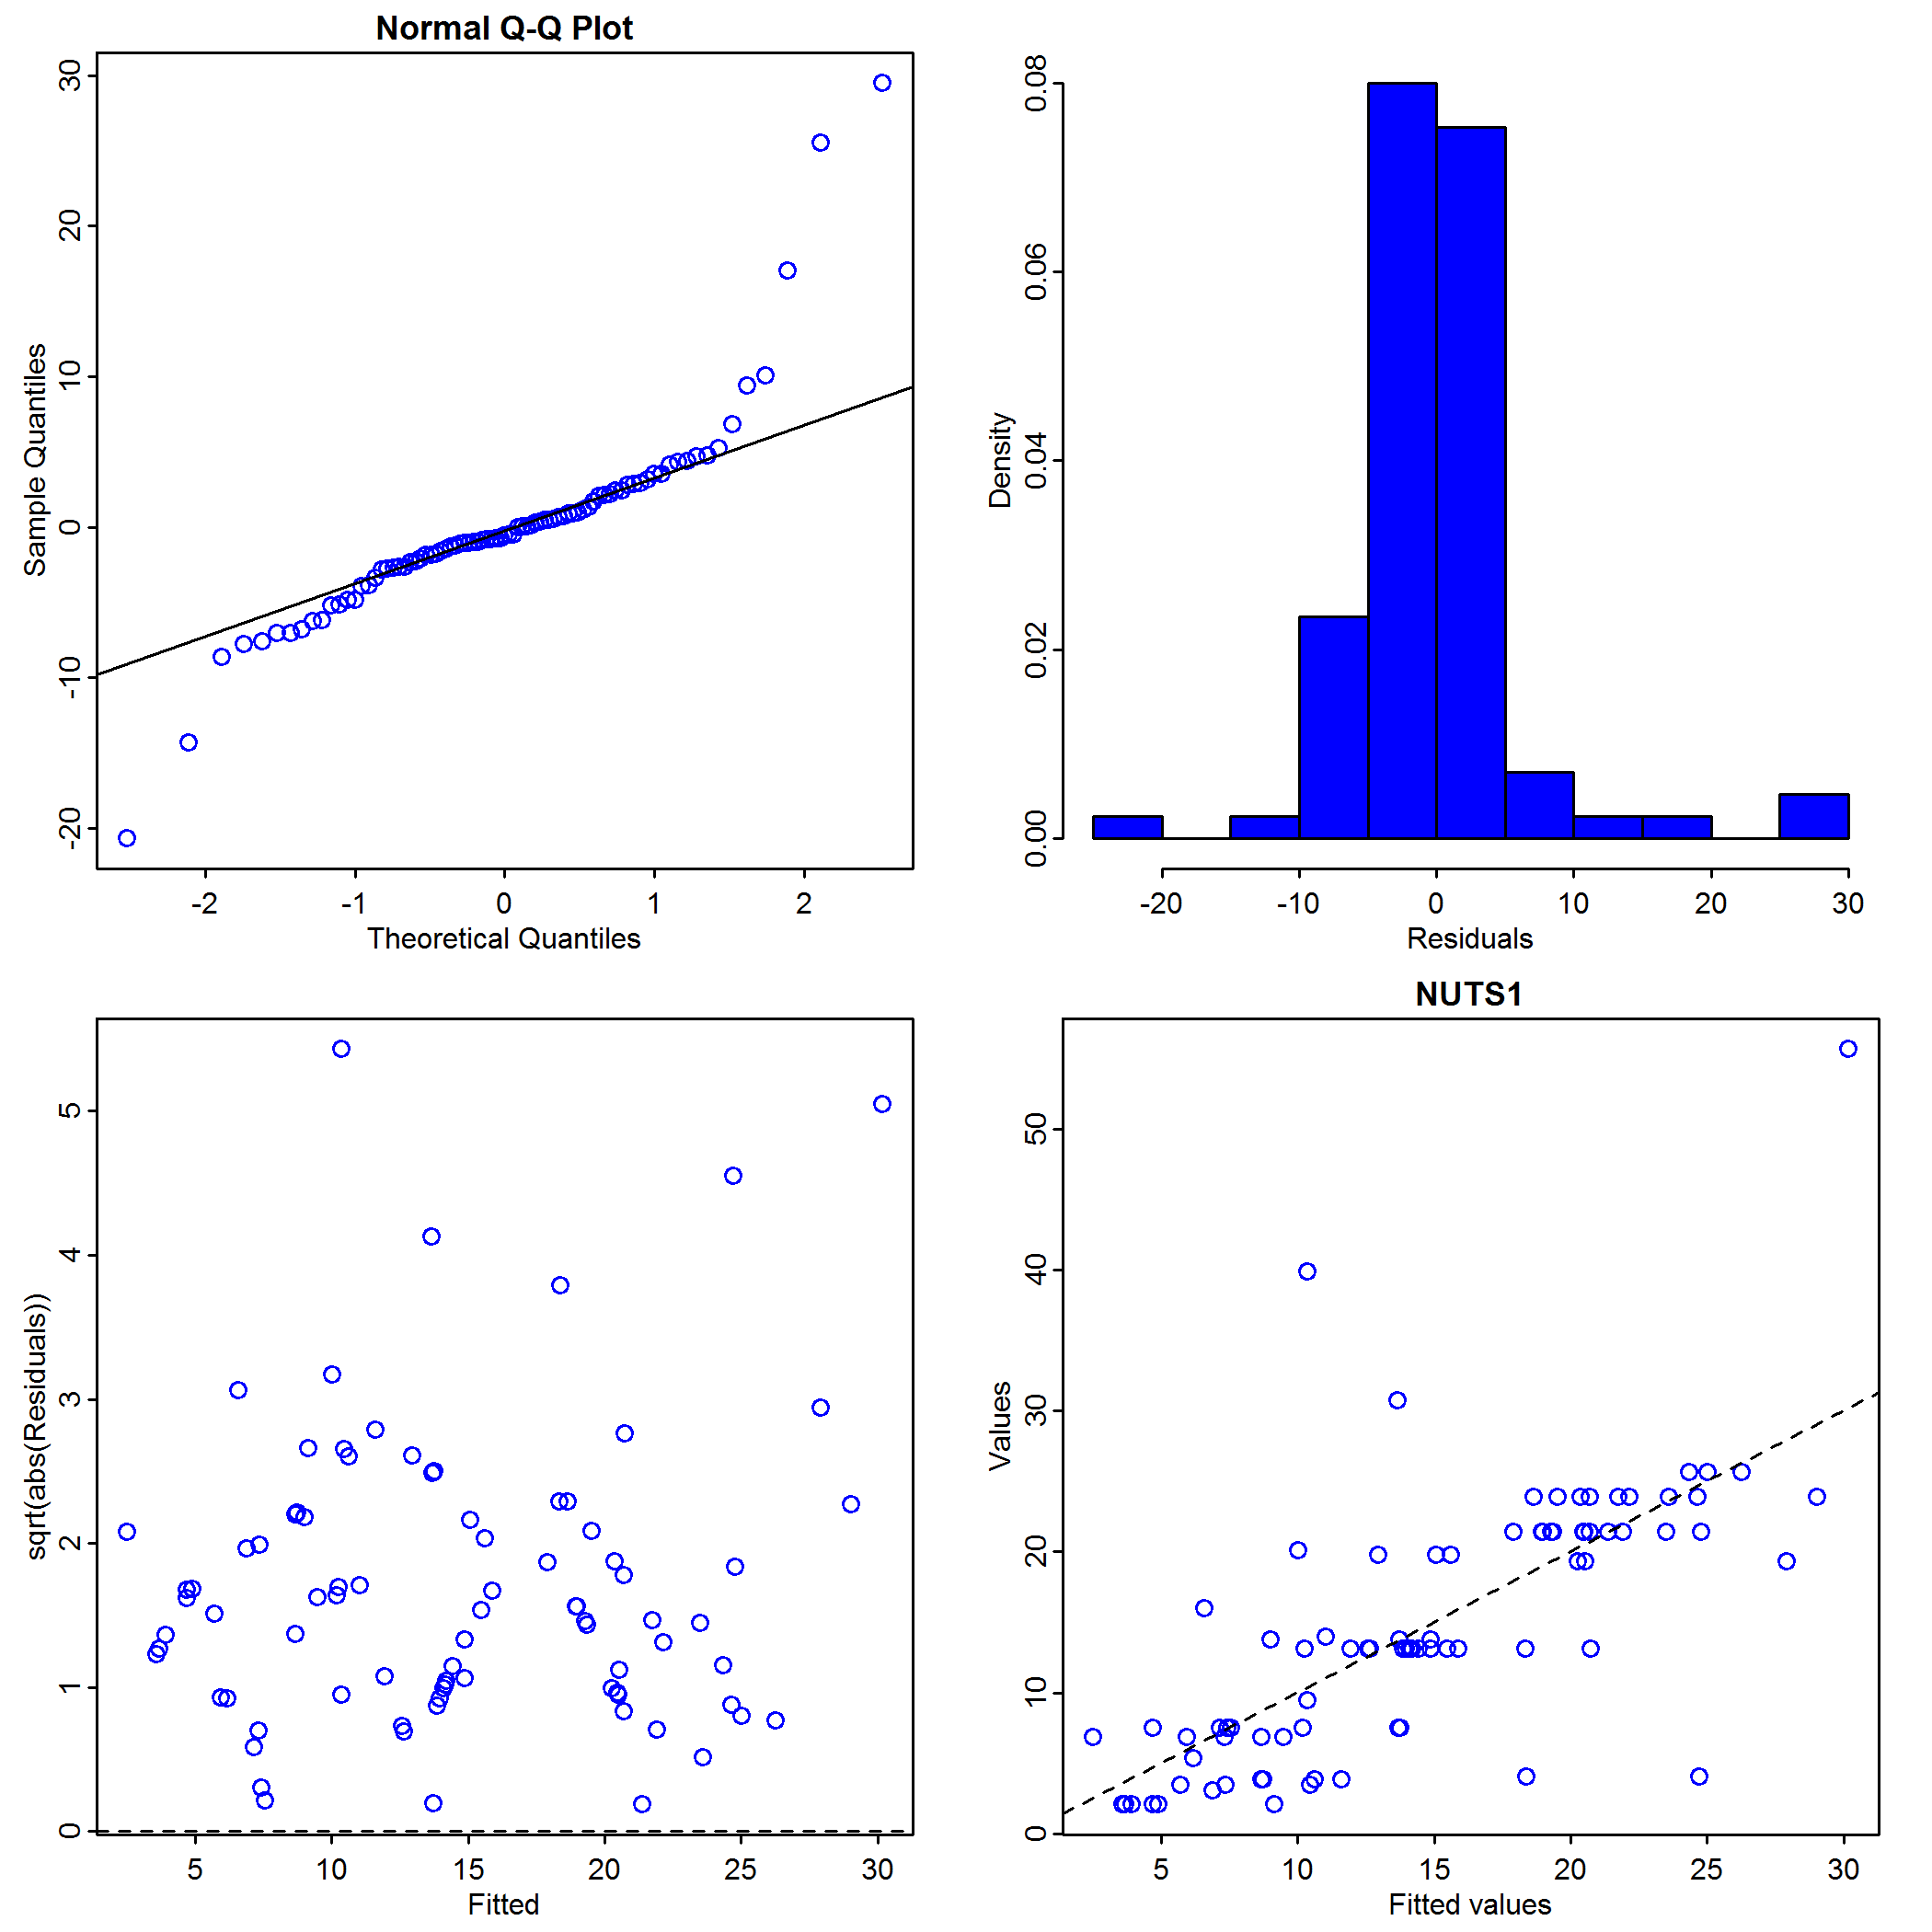 Normal Q-Q Plot
30
20
10
0
-10
-20
Sample Quantiles
-2 -1 0 1 2
Theoretical Quantiles
0.08
0.06
0.04
0.02
0.00
Density
-20 -10 0 10 20 30
Residuals
5
4
3
2
1
0
sqrt(abs(Residuals))
5 10 15 20 25 30
Fitted
NUTS1
50
40
30
20
10
0
Values
5 10 15 20 25 30
Fitted values